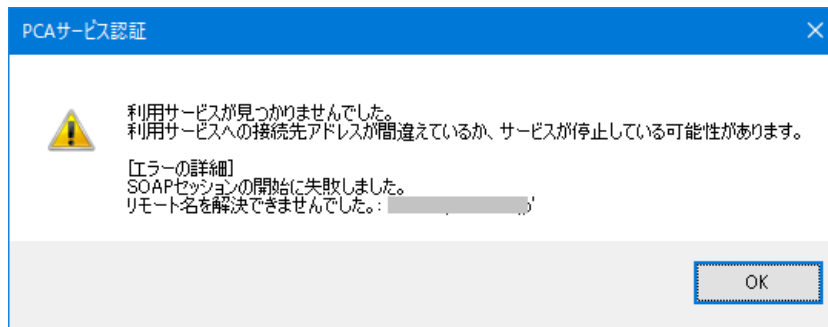 PCAサービス認証
利用サービスが見つかりませんでした。
利用サービスへの接続先アドレスが間違えているか、サービスが停止している可能性があります。
[エラーの詳細]
SOAPセッションの開始に失敗しました。
リモート名を解決できませんでした。:
OK